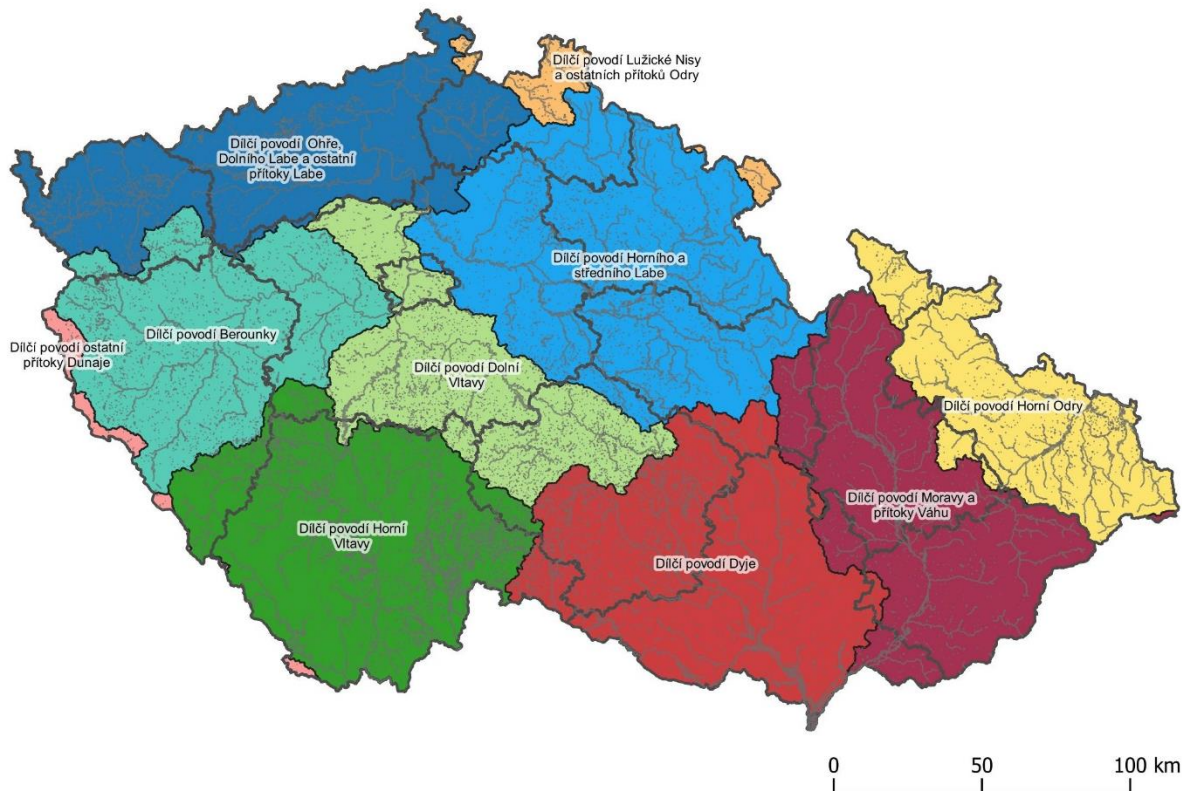 Dílčí povodí Lužické Nisy
a ostatních přítoků Odry
Dílčí povodí Ohře,
Dolního Labe a ostatní
přítoky Labe
Dílčí povodí Horního a
středního Labe
Dílčí povodí Berounky
Dílčí povodí ostatní
přítoky Dunaje
Dílčí povodí Dolní
Vltavy
Dílčí povodí Horní Odry
Dílčí povodí Moravy a
přítoky Váhu
Dílčí povodí Horní
Vltavy
Dílčí povodí Dyje
0 50 100 km